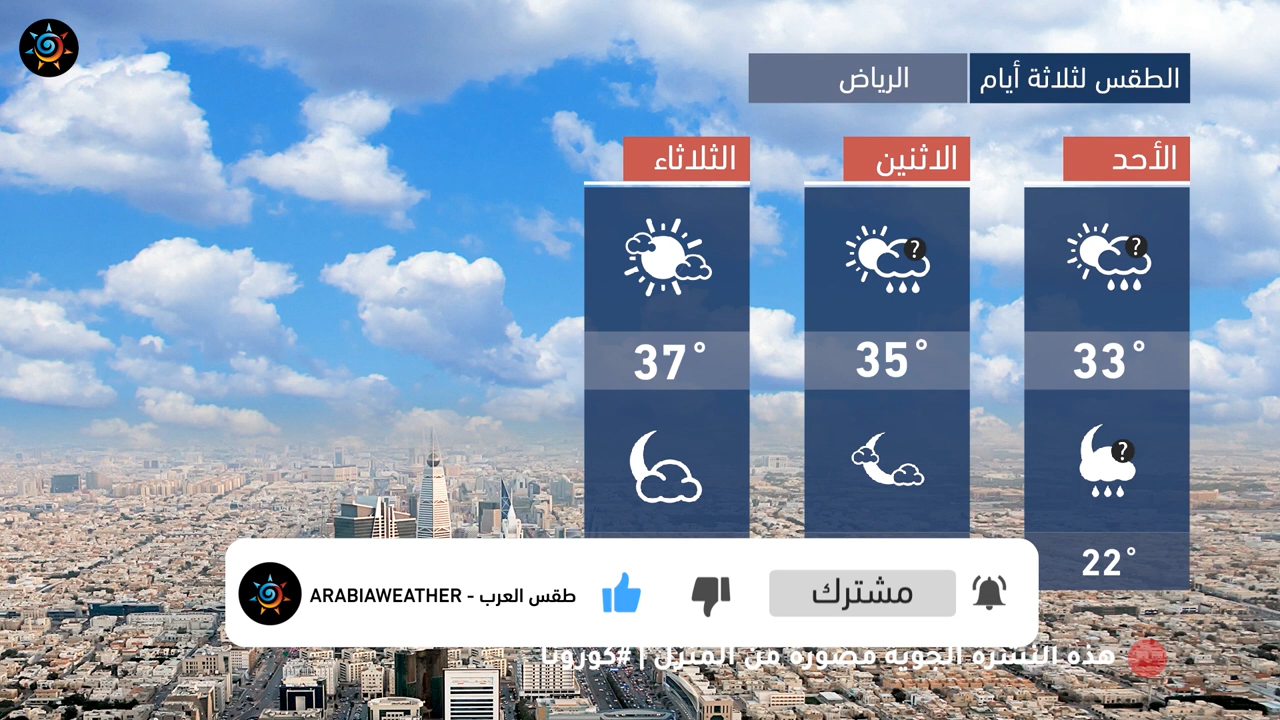 الطقس لثلاثة أيام
الرياض
الأحد
الاثنين
الثلاثاء
?
?
33°
35°
37°
?
22°
ARABIAWEATHER - طقس العرب
مشترك
هذه النشرة الجوية مصورة من المنزل | #كورونا